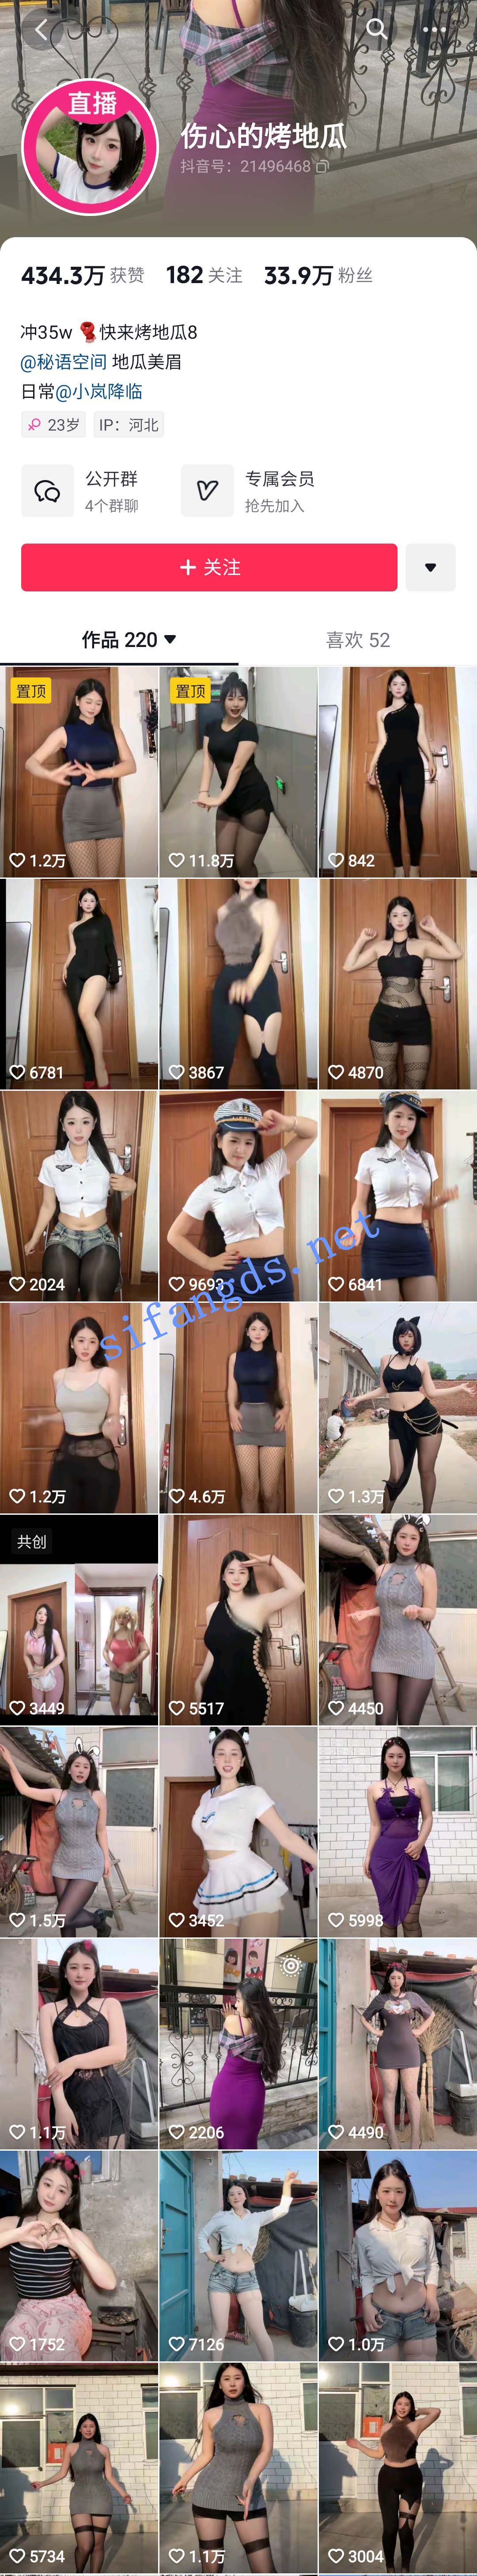 直播
伤心的烤地瓜
抖音号：21496468
434.3万 获赞 182 关注 33.9万 粉丝
冲35w 快来烤地瓜8
@秘语空间 地瓜美眉
日常@小岚降临
23岁 IP：河北
公开群 专属会员
4个群聊 抢先加入
+ 关注
作品 220 喜欢 52
置顶 置顶
1.2万 11.8万 842
6781 3867 4870
2024 9693 6841
sifangds.net
1.2万 4.6万 1.3万
共创
3449 5517 4450
1.5万 3452 5998
1.1万 2206 4490
1752 7126 1.0万
5734 1.1万 3004